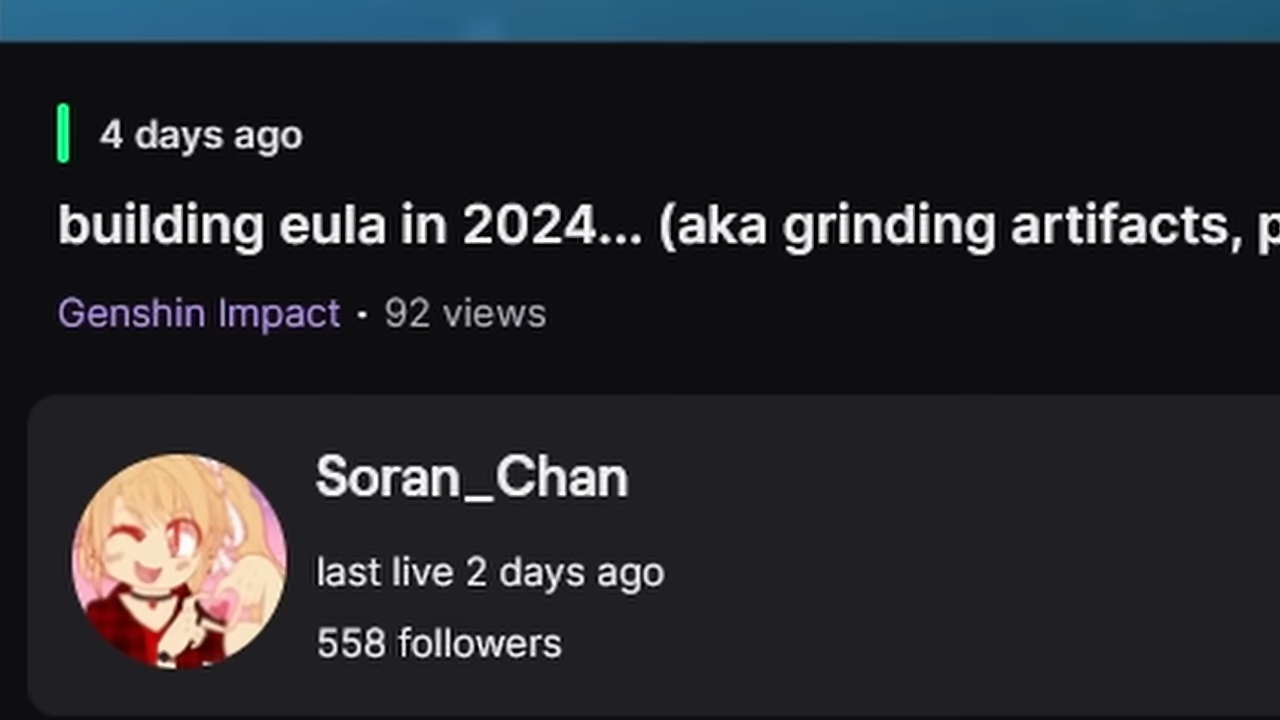 4 days ago
building eula in 2024... (aka grinding artifacts, p
Genshin Impact • 92 views
Soran_Chan
last live 2 days ago
558 followers